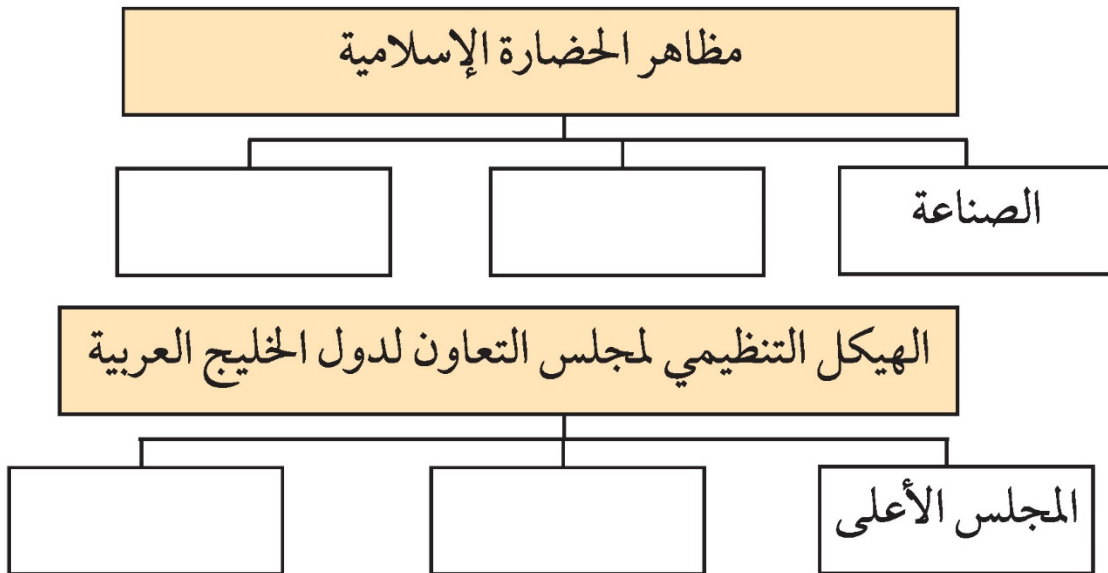 مظاهر الحضارة الإسلامية
الصناعة
الهيكل التنظيمي لمجلس التعاون لدول الخليج العربية
المجلس الأعلى